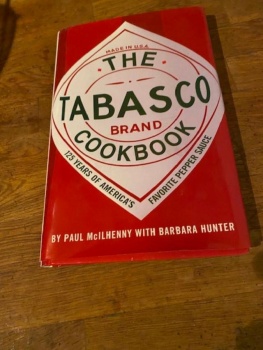 MADE IN U.S.A.
THE
TABASCO
BRAND
COOKBOOK
125 YEARS OF AMERICA'S
FAVORITE PEPPER SAUCE
BY PAUL McILHENNY WITH BARBARA HUNTER